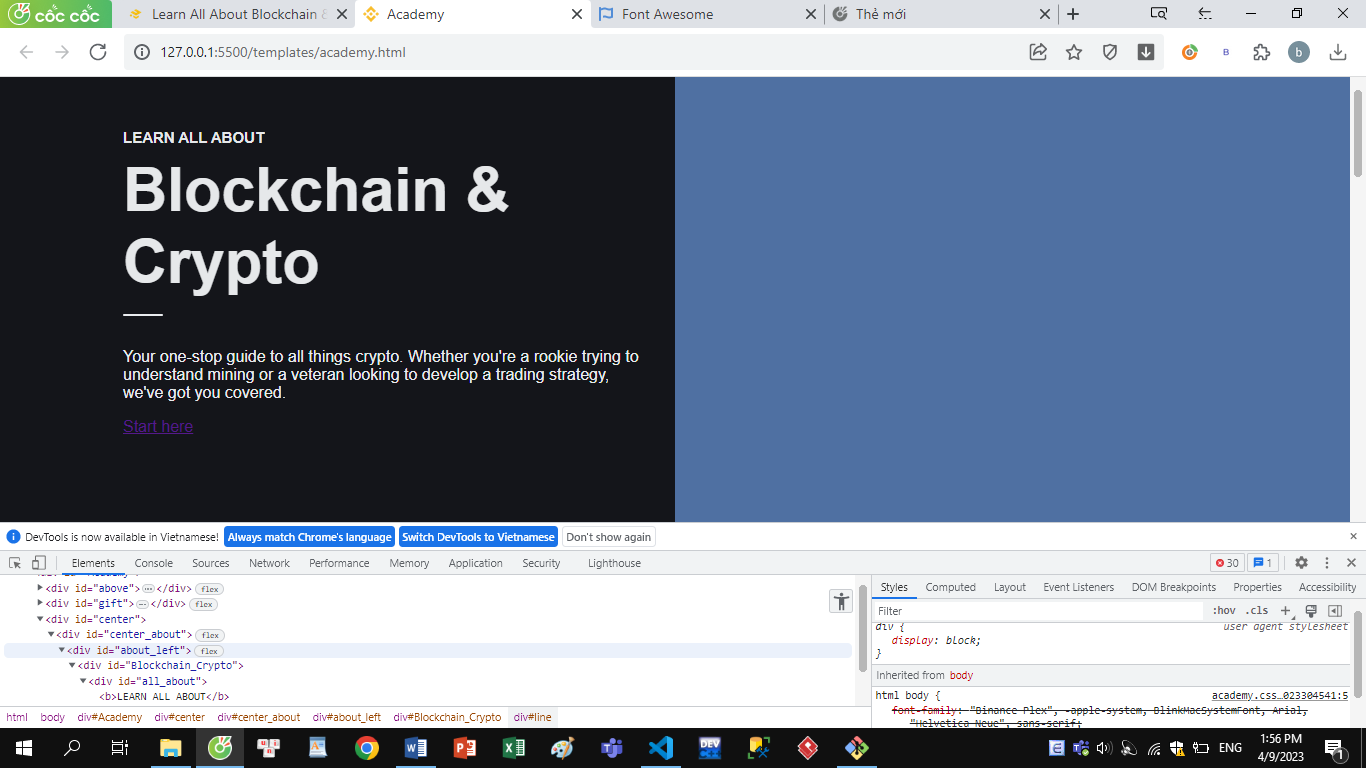 cốc cốc
Learn All About Blockchain &
Academy
Font Awesome
Thẻ mới
127.0.0.1:5500/templates/academy.html
B
b
LEARN ALL ABOUT
Blockchain &
Crypto
Your one-stop guide to all things crypto. Whether you're a rookie trying to
understand mining or a veteran looking to develop a trading strategy,
we've got you covered.
Start here
DevTools is now available in Vietnamese!
Always match Chrome's language
Switch DevTools to Vietnamese
Don't show again
Elements
Console
Sources
Network
Performance
Memory
Application
Security
Lighthouse
30
1
<div id="above">⋯</div> flex
<div id="gift">⋯</div> flex
<div id="center">
<div id="center_about"> flex
<div id="about_left"> flex
<div id="Blockchain_Crypto">
<div id="all_about">
<b>LEARN ALL ABOUT</b>
html
body
div#Academy
div#center
div#center_about
div#about_left
div#Blockchain_Crypto
div#line
Styles
Computed
Layout
Event Listeners
DOM Breakpoints
Properties
Accessibility
Filter
:hov
.cls
div {
user agent stylesheet
display: block;
}
Inherited from body
html body {
academy.css…023304541:5
font-family: "Binance Plex", -apple-system, BlinkMacSystemFont, Arial,
"Helvetica Neue", sans-serif;
DEV
ENG
1:56 PM
4/9/2023
1